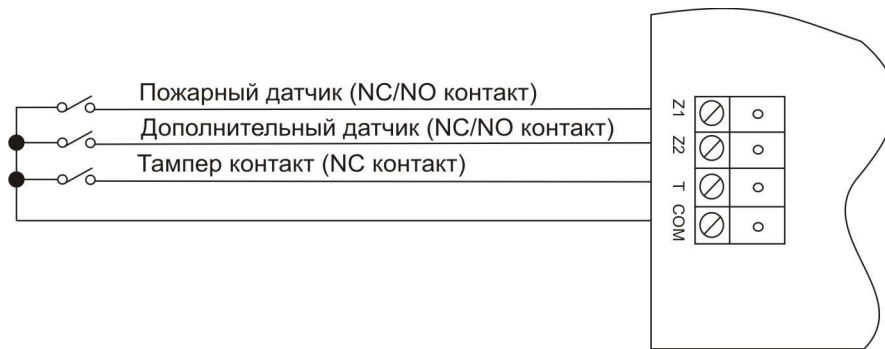 Пожарный датчик (NC/NO контакт)
Z1
Дополнительный датчик (NC/NO контакт)
Z2
Тампер контакт (NC контакт)
T
COM